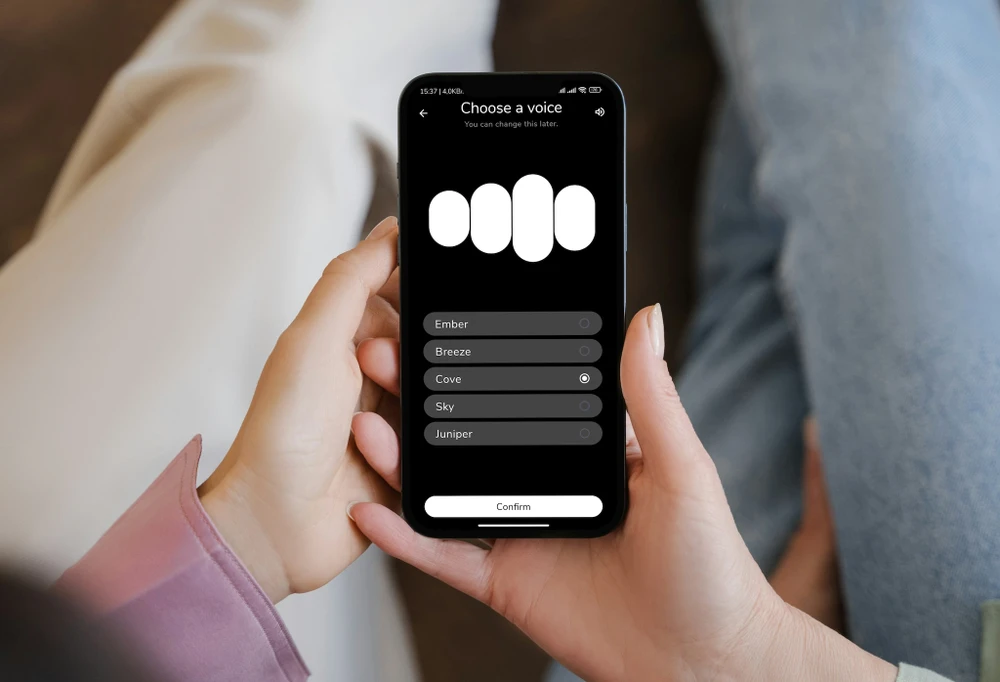 15:37 | 4,0KB/s
Choose a voice
You can change this later.
Ember
Breeze
Cove
Sky
Juniper
Confirm